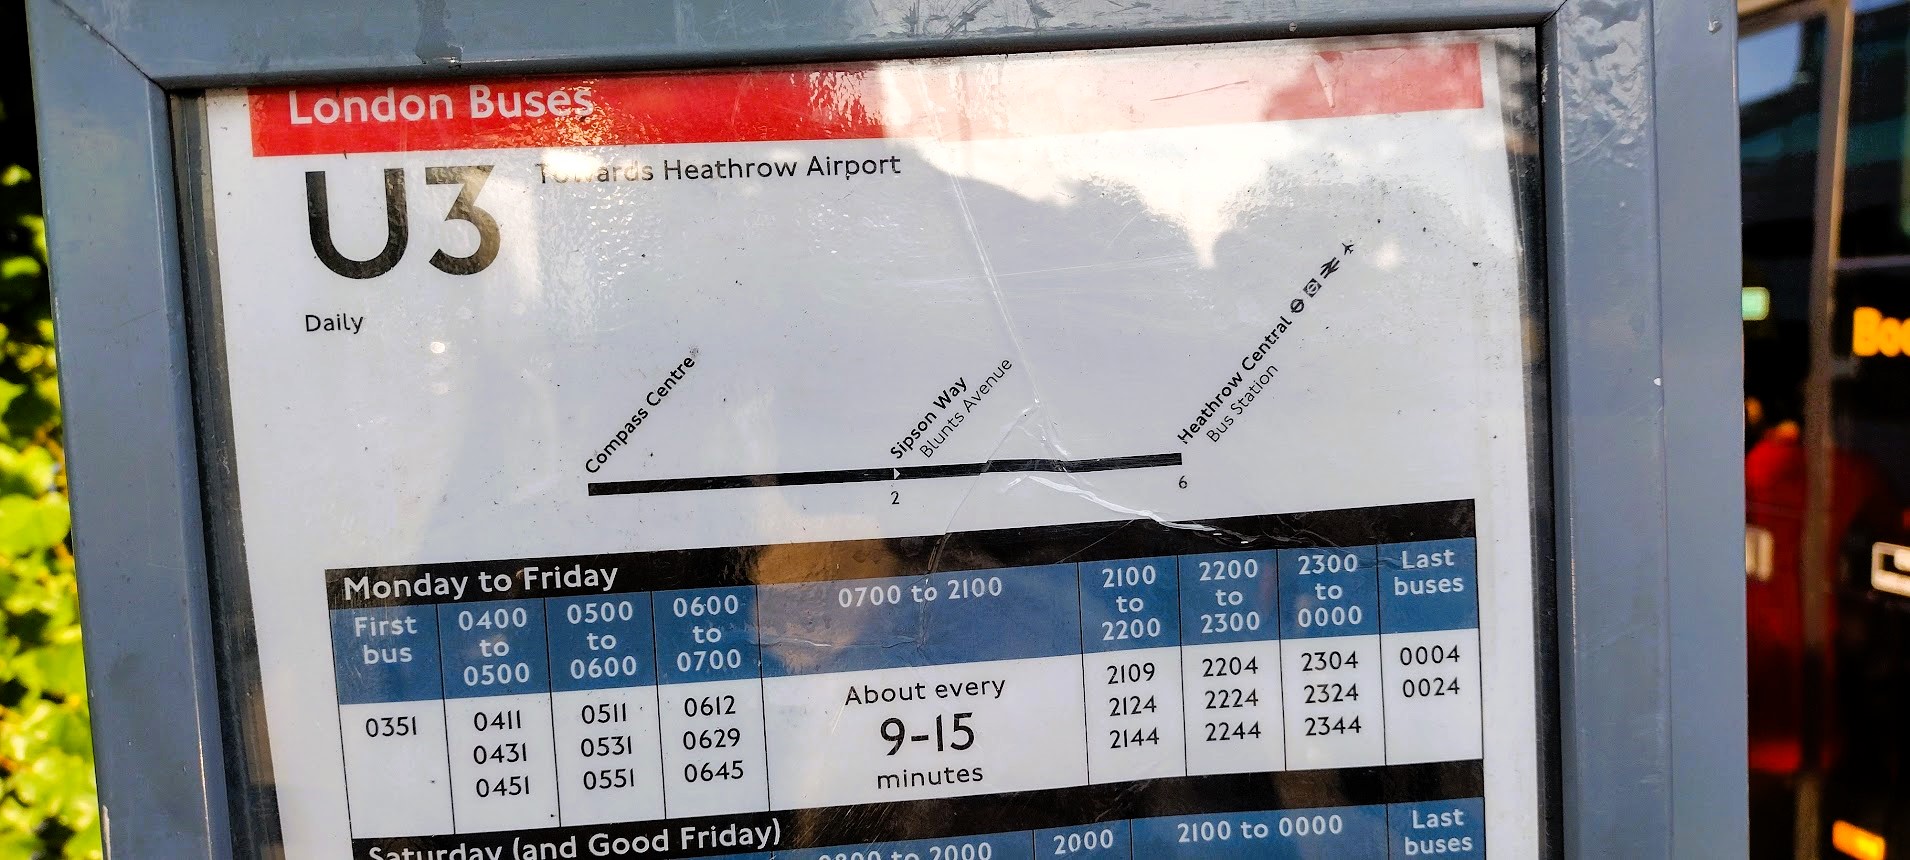 London Buses
U3 Towards Heathrow Airport
Daily
Compass Centre
Sipson Way
Blunts Avenue
Heathrow Central
Bus Station
2
6
Monday to Friday
First bus
0400 to 0500
0500 to 0600
0600 to 0700
0700 to 2100
2100 to 2200
2200 to 2300
2300 to 0000
Last buses
0351 0411 0511 0612 About every 2109 2204 2304 0004
0431 0531 0629 9-15 2124 2224 2324 0024
0451 0551 0645 minutes 2144 2244 2344
Saturday (and Good Friday)
0800 to 2000
2000
2100 to 0000
Last buses